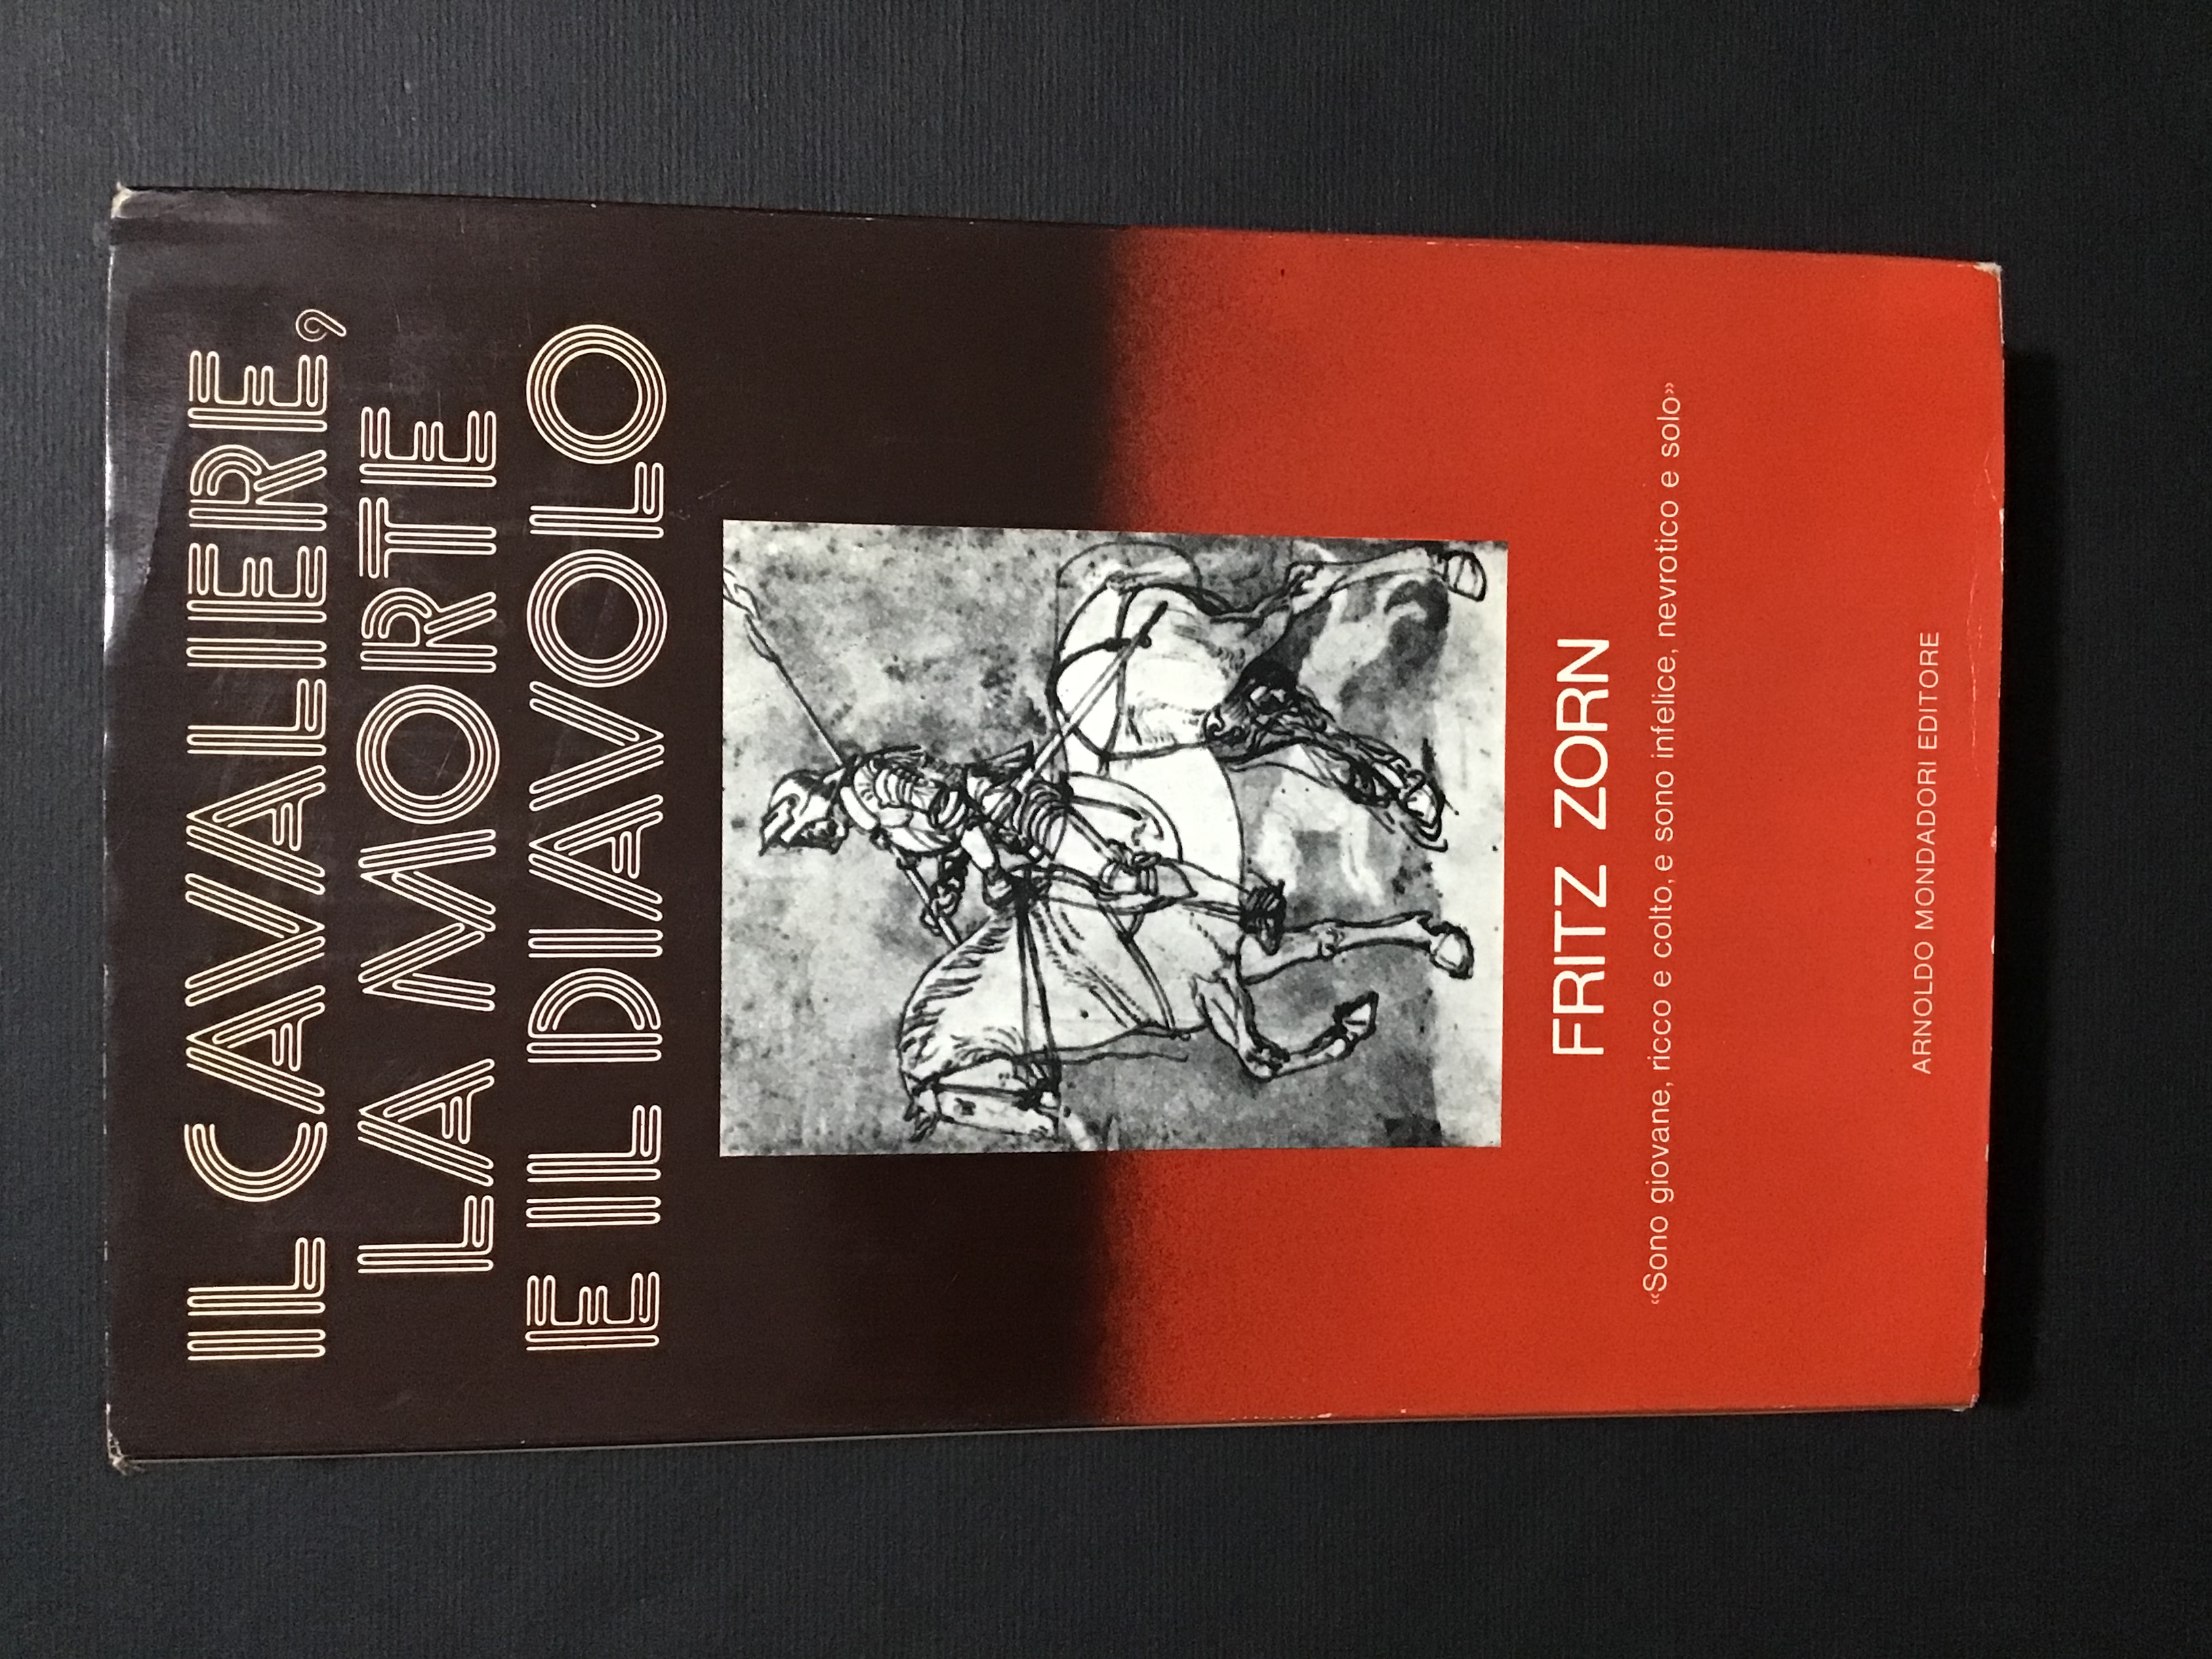 IL CAVALIERE,
LA MORTE
E IL DIAVOLO
FRITZ ZORN
«Sono giovane, ricco e colto, e sono infelice, nevrotico e solo»
ARNOLDO MONDADORI EDITORE